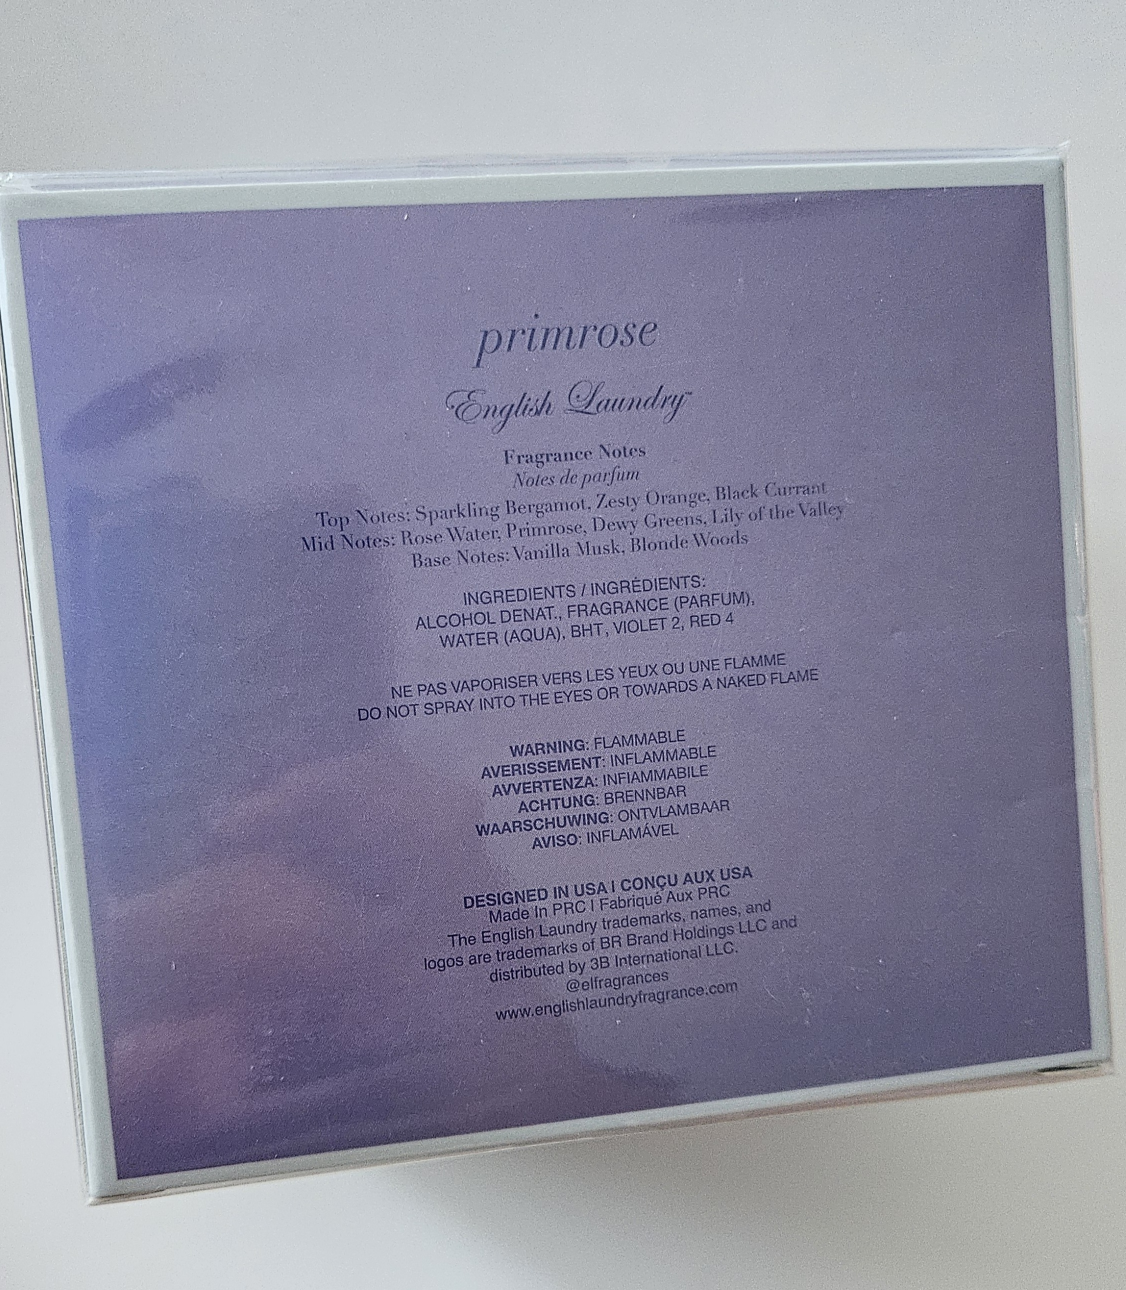 primrose
English Laundry™
Fragrance Notes
Notes de parfum
Top Notes: Sparkling Bergamot, Zesty Orange, Black Currant
Mid Notes: Rose Water, Primrose, Dewy Greens, Lily of the Valley
Base Notes: Vanilla Musk, Blonde Woods
INGREDIENTS / INGRÉDIENTS:
ALCOHOL DENAT., FRAGRANCE (PARFUM),
WATER (AQUA), BHT, VIOLET 2, RED 4
NE PAS VAPORISER VERS LES YEUX OU UNE FLAMME
DO NOT SPRAY INTO THE EYES OR TOWARDS A NAKED FLAME
WARNING: FLAMMABLE
AVERISSEMENT: INFLAMMABLE
AVVERTENZA: INFIAMMABILE
ACHTUNG: BRENNBAR
WAARSCHUWING: ONTVLAMBAAR
AVISO: INFLAMÁVEL
DESIGNED IN USA I CONÇU AUX USA
Made In PRC I Fabriqué Aux PRC
The English Laundry trademarks, names, and
logos are trademarks of BR Brand Holdings LLC and
distributed by 3B International LLC.
@elfragrances
www.englishlaundryfragrance.com